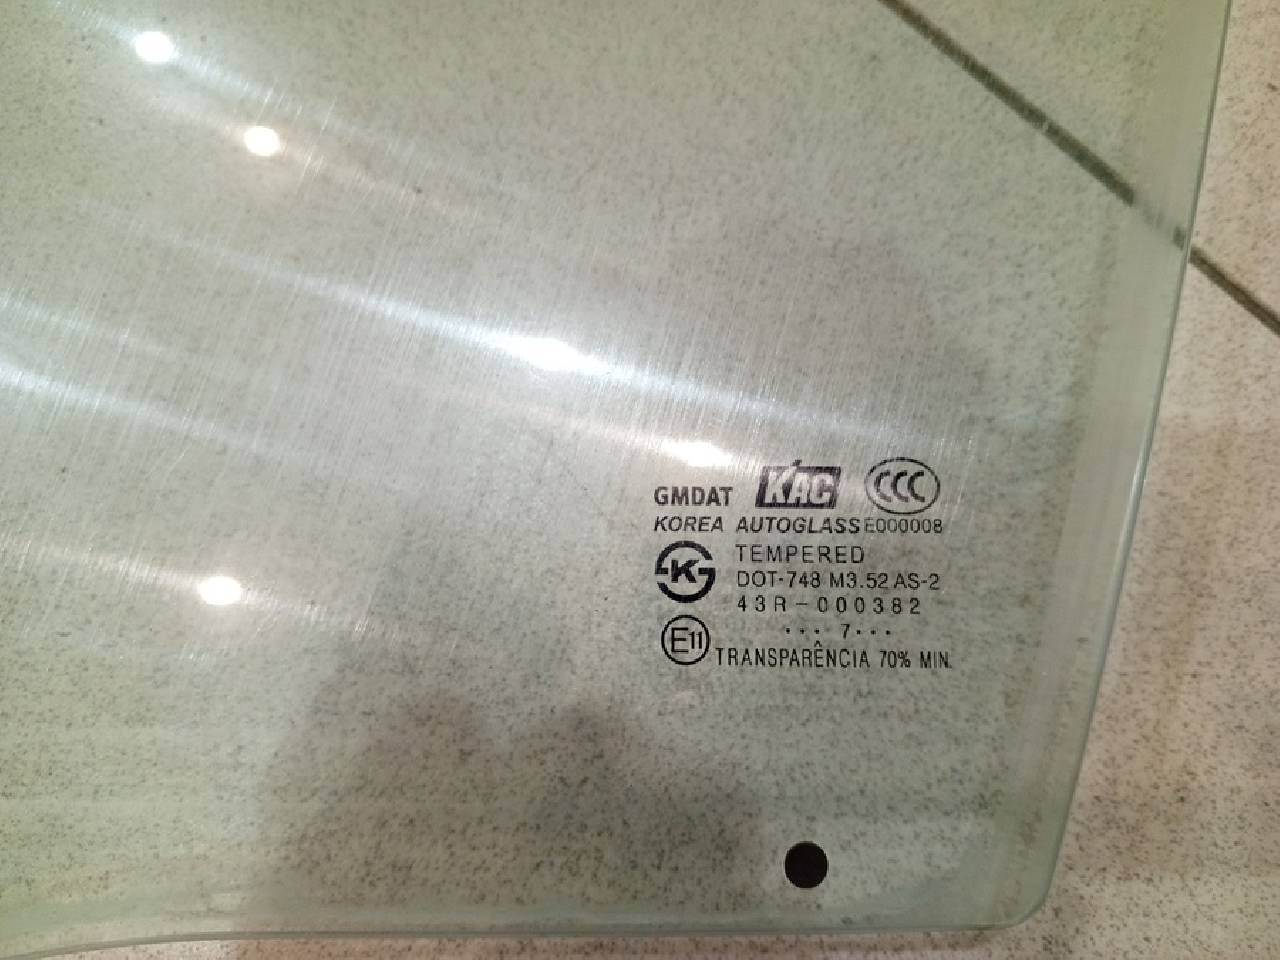 GMDAT KAC CCC
KOREA AUTOGLASS E000008
K TEMPERED
DOT-748 M3.52 AS-2
43R-000382
... 7...
E11 TRANSPARÊNCIA 70% MIN.